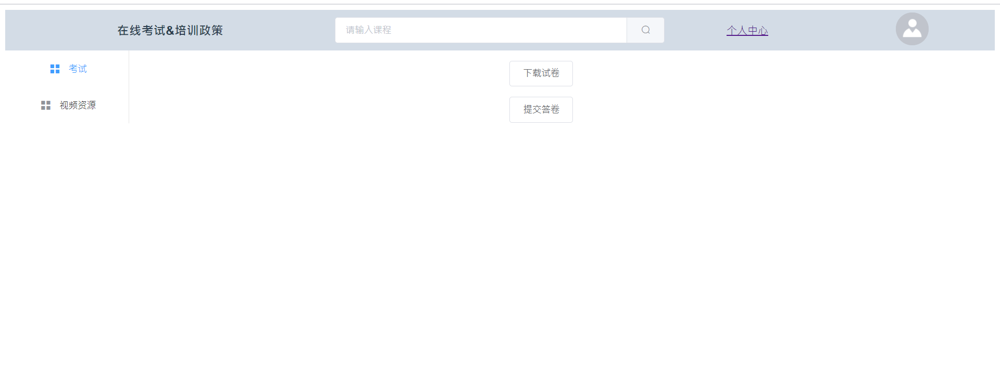 在线考试&培训政策
请输入课程
个人中心
考试
视频资源
下载试卷
提交答卷